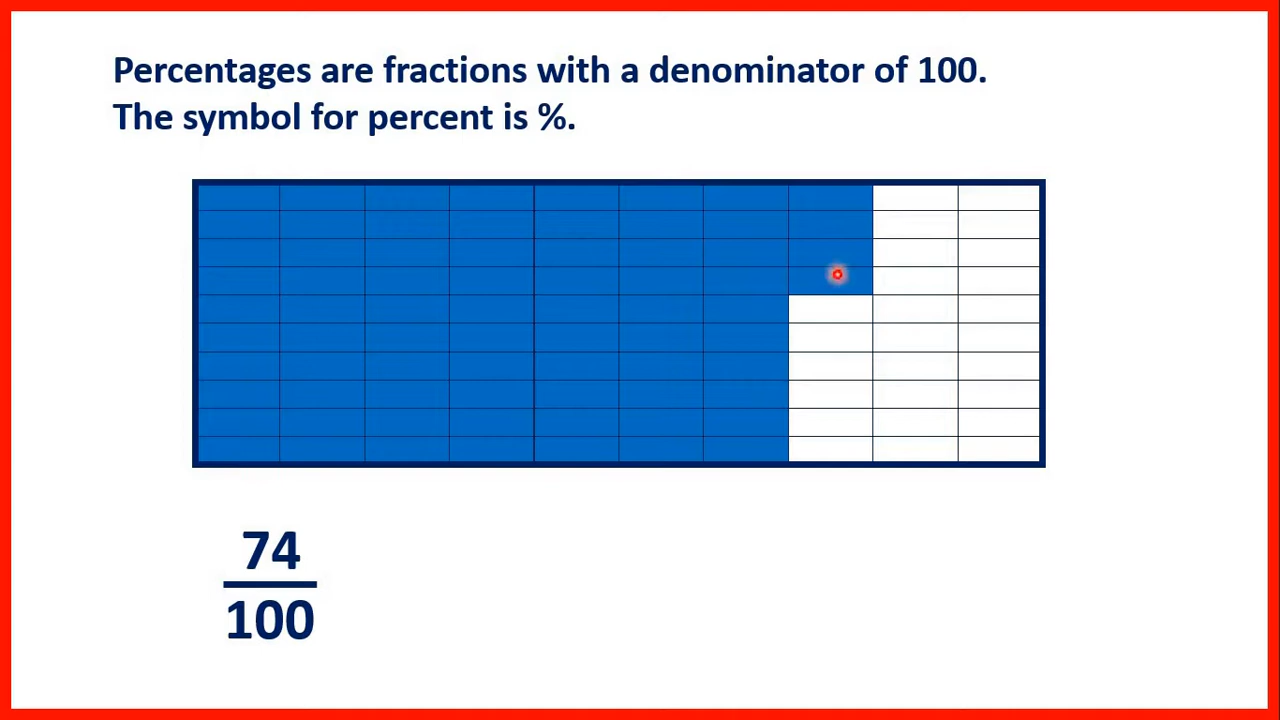 Percentages are fractions with a denominator of 100.
The symbol for percent is %.
74
100